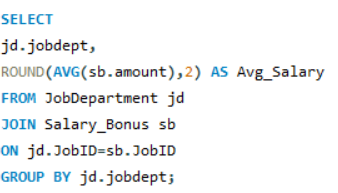 SELECT
jd.jobdept,
ROUND(AVG(sb.amount),2) AS Avg_Salary
FROM JobDepartment jd
JOIN Salary_Bonus sb
ON jd.JobID=sb.JobID
GROUP BY jd.jobdept;